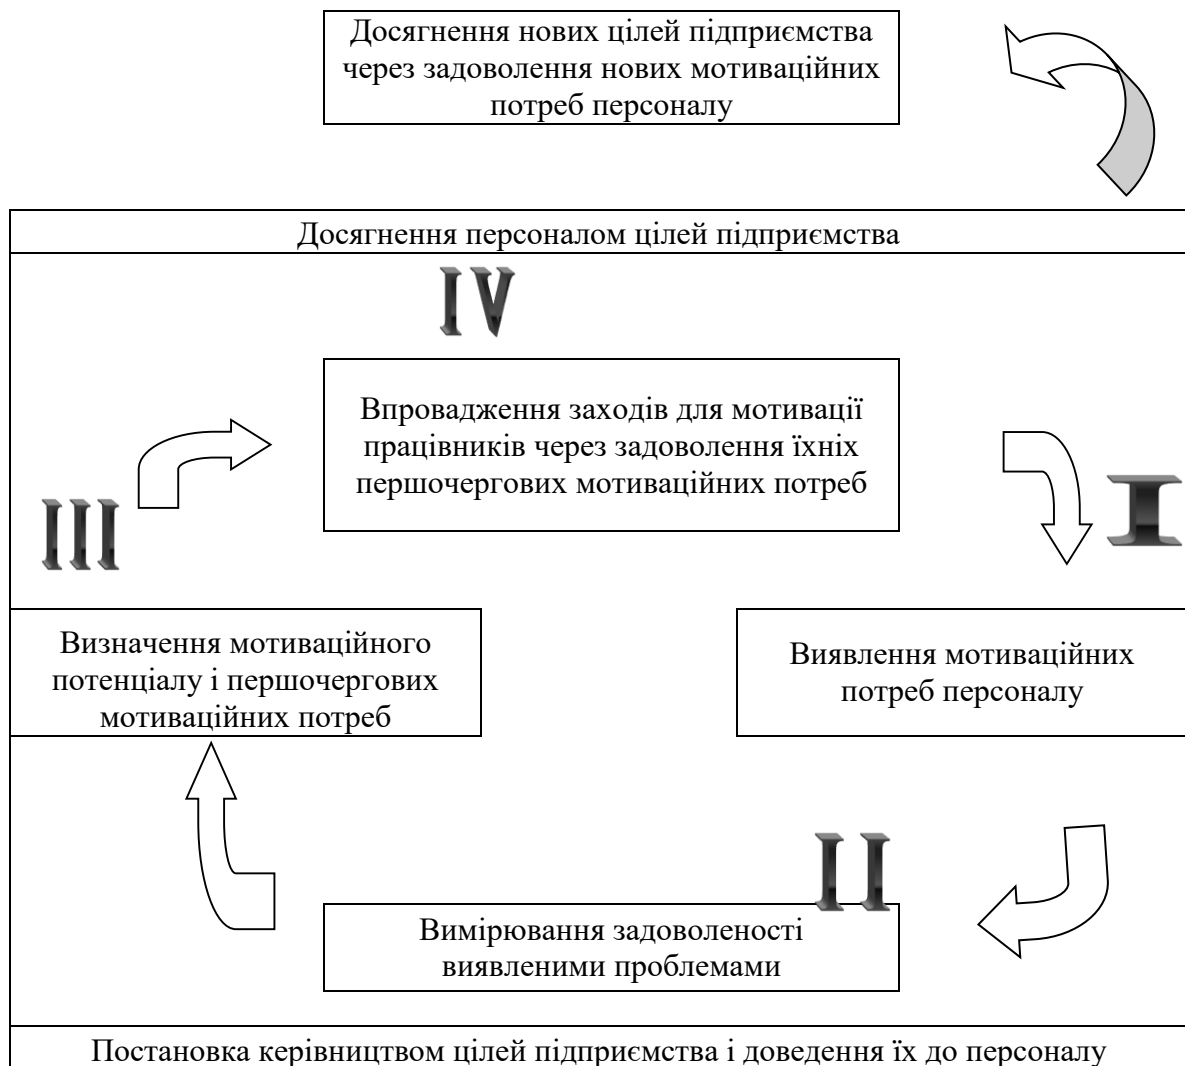 Досягнення нових цілей підприємства
через задоволення нових мотиваційних
потреб персоналу
Досягнення персоналом цілей підприємства
IV
Впровадження заходів для мотивації
працівників через задоволення їхніх
першочергових мотиваційних потреб
III
I
Визначення мотиваційного
потенціалу і першочергових
мотиваційних потреб
Виявлення мотиваційних
потреб персоналу
II
Вимірювання задоволеності
виявленими проблемами
Постановка керівництвом цілей підприємства і доведення їх до персоналу